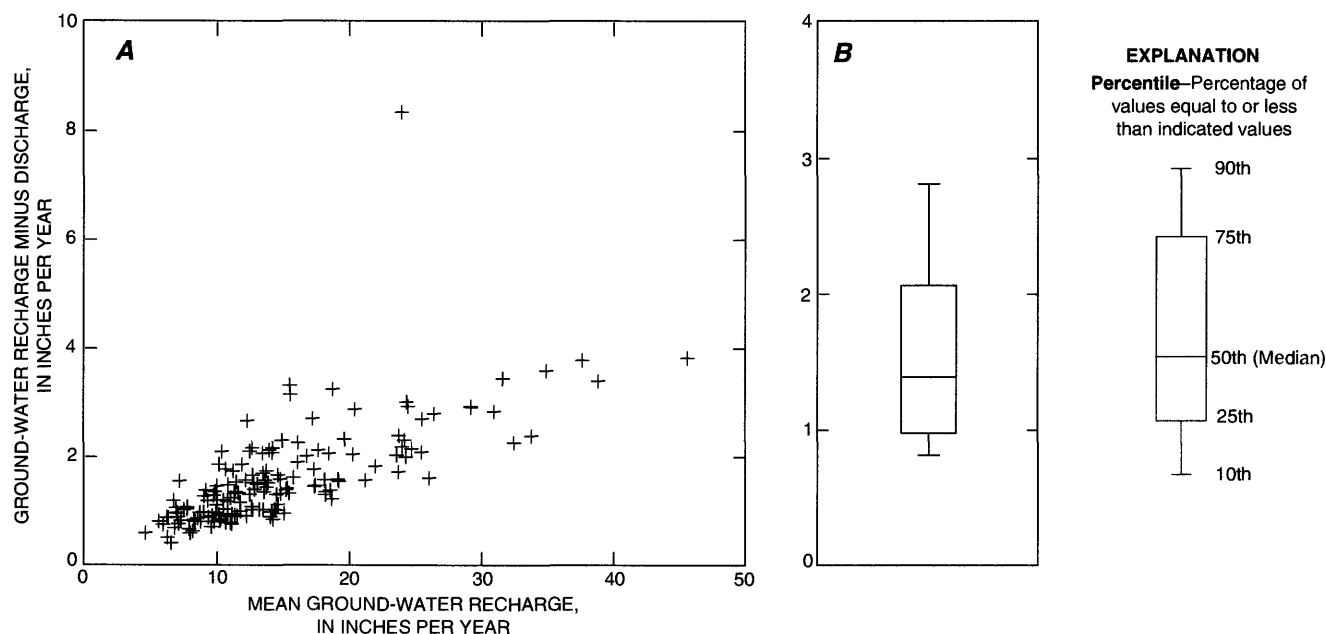 GROUND-WATER RECHARGE MINUS DISCHARGE,
IN INCHES PER YEAR
10
8
6
4
2
0
A
0 10 20 30 40 50
MEAN GROUND-WATER RECHARGE,
IN INCHES PER YEAR
4
3
2
1
0
B
EXPLANATION
Percentile–Percentage of
values equal to or less
than indicated values
90th
75th
50th (Median)
25th
10th